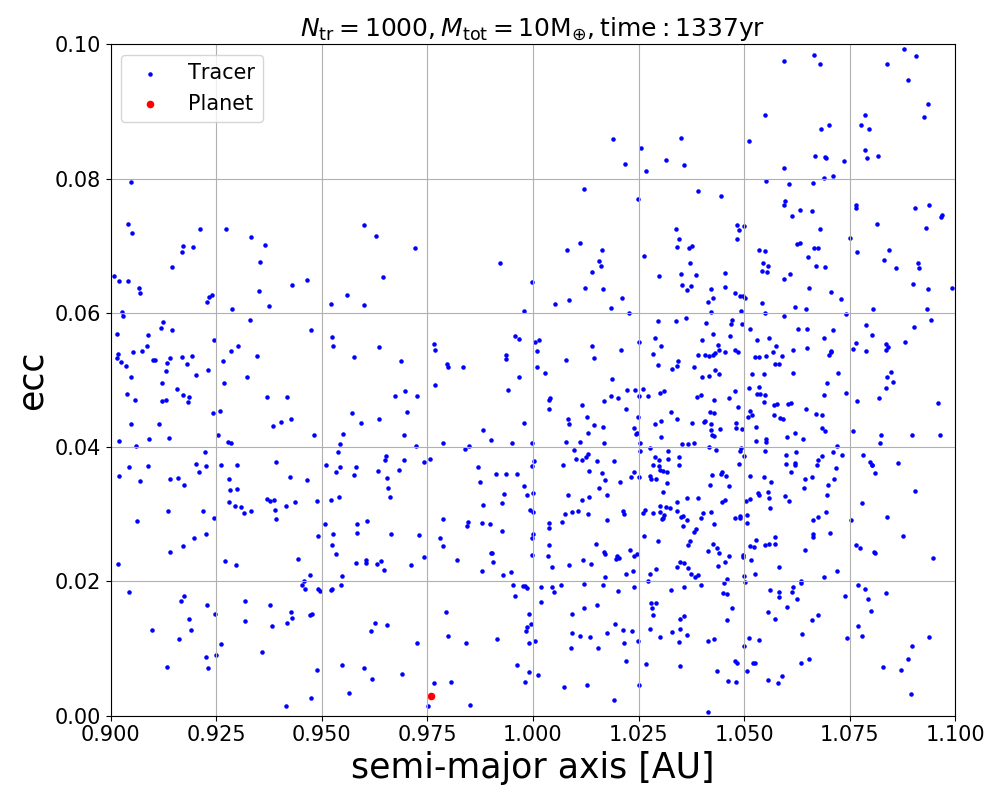 N_tr = 1000, M_tot = 10M_⊕, time : 1337yr
Tracer
Planet
0.10
0.08
0.06
0.04
0.02
0.00
ecc
0.900 0.925 0.950 0.975 1.000 1.025 1.050 1.075 1.100
semi-major axis [AU]